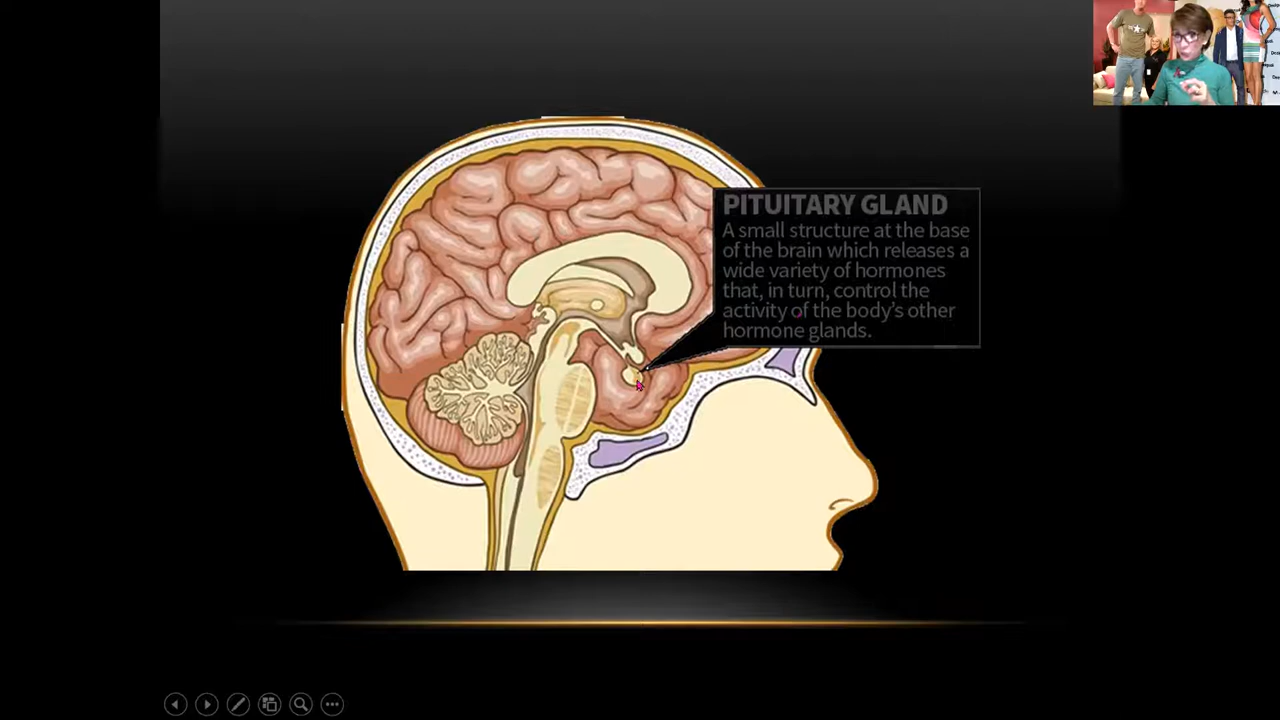 PITUITARY GLAND
A small structure at the base
of the brain which releases a
wide variety of hormones
that, in turn, control the
activity of the body's other
hormone glands.